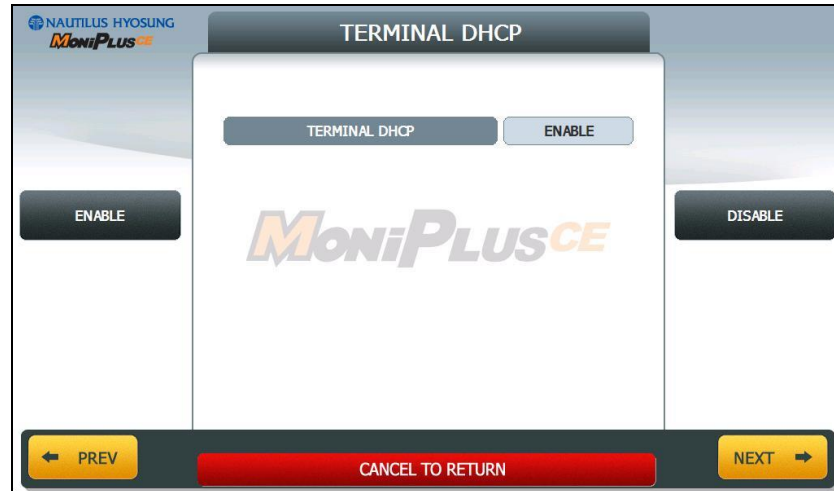 NAUTILUS HYOSUNG
MoniPlusCE
TERMINAL DHCP
TERMINAL DHCP ENABLE
ENABLE
DISABLE
MoniPlusCE
PREV
CANCEL TO RETURN
NEXT